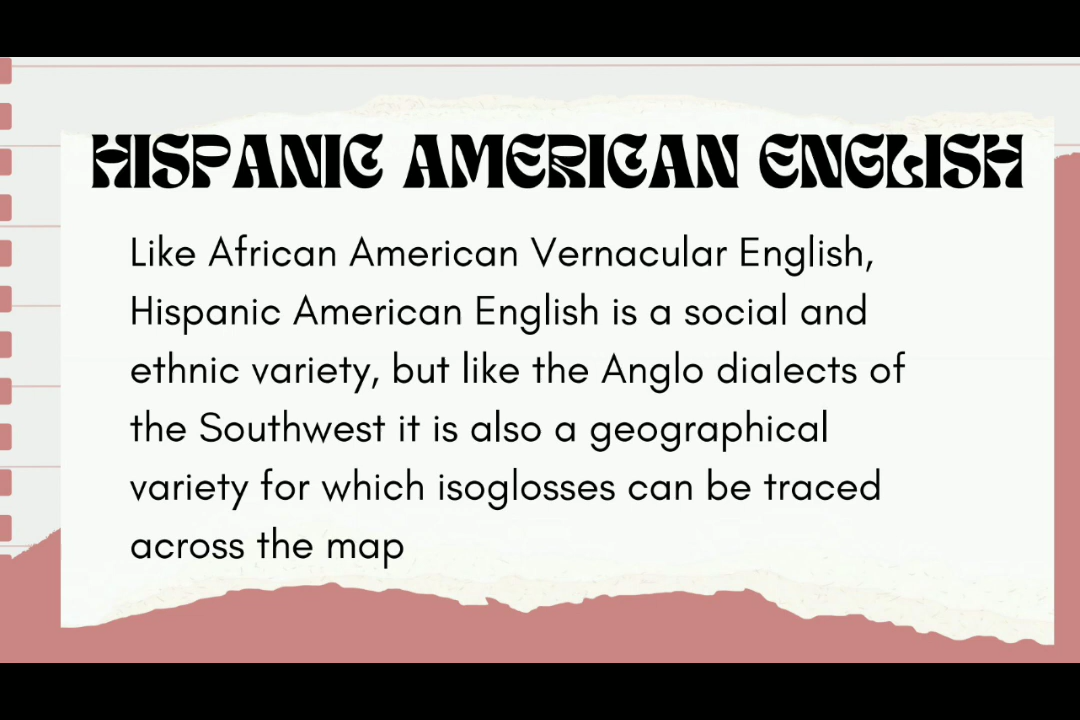 HISPANIC AMERICAN ENGLISH
Like African American Vernacular English,
Hispanic American English is a social and
ethnic variety, but like the Anglo dialects of
the Southwest it is also a geographical
variety for which isoglosses can be traced
across the map